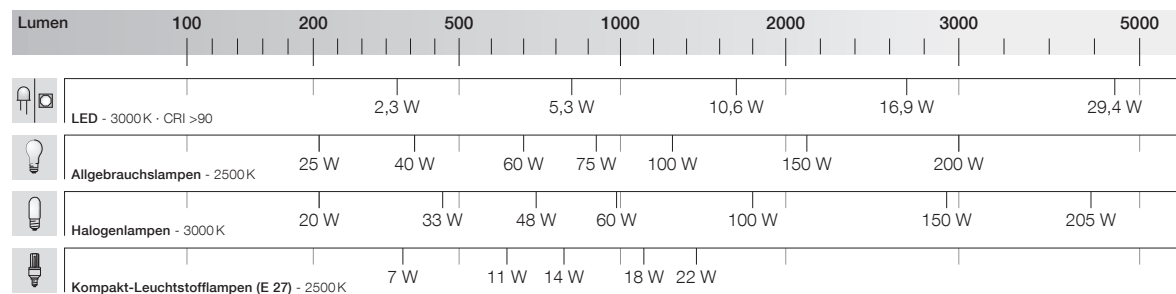 Lumen 100 200 500 1000 2000 3000 5000
2,3 W 5,3 W 10,6 W 16,9 W 29,4 W
LED - 3000 K · CRI >90
25 W 40 W 60 W 75 W 100 W 150 W 200 W
Allgebrauchslampen - 2500 K
20 W 33 W 48 W 60 W 100 W 150 W 205 W
Halogenlampen - 3000 K
7 W 11 W 14 W 18 W 22 W
Kompakt-Leuchtstofflampen (E 27) - 2500 K